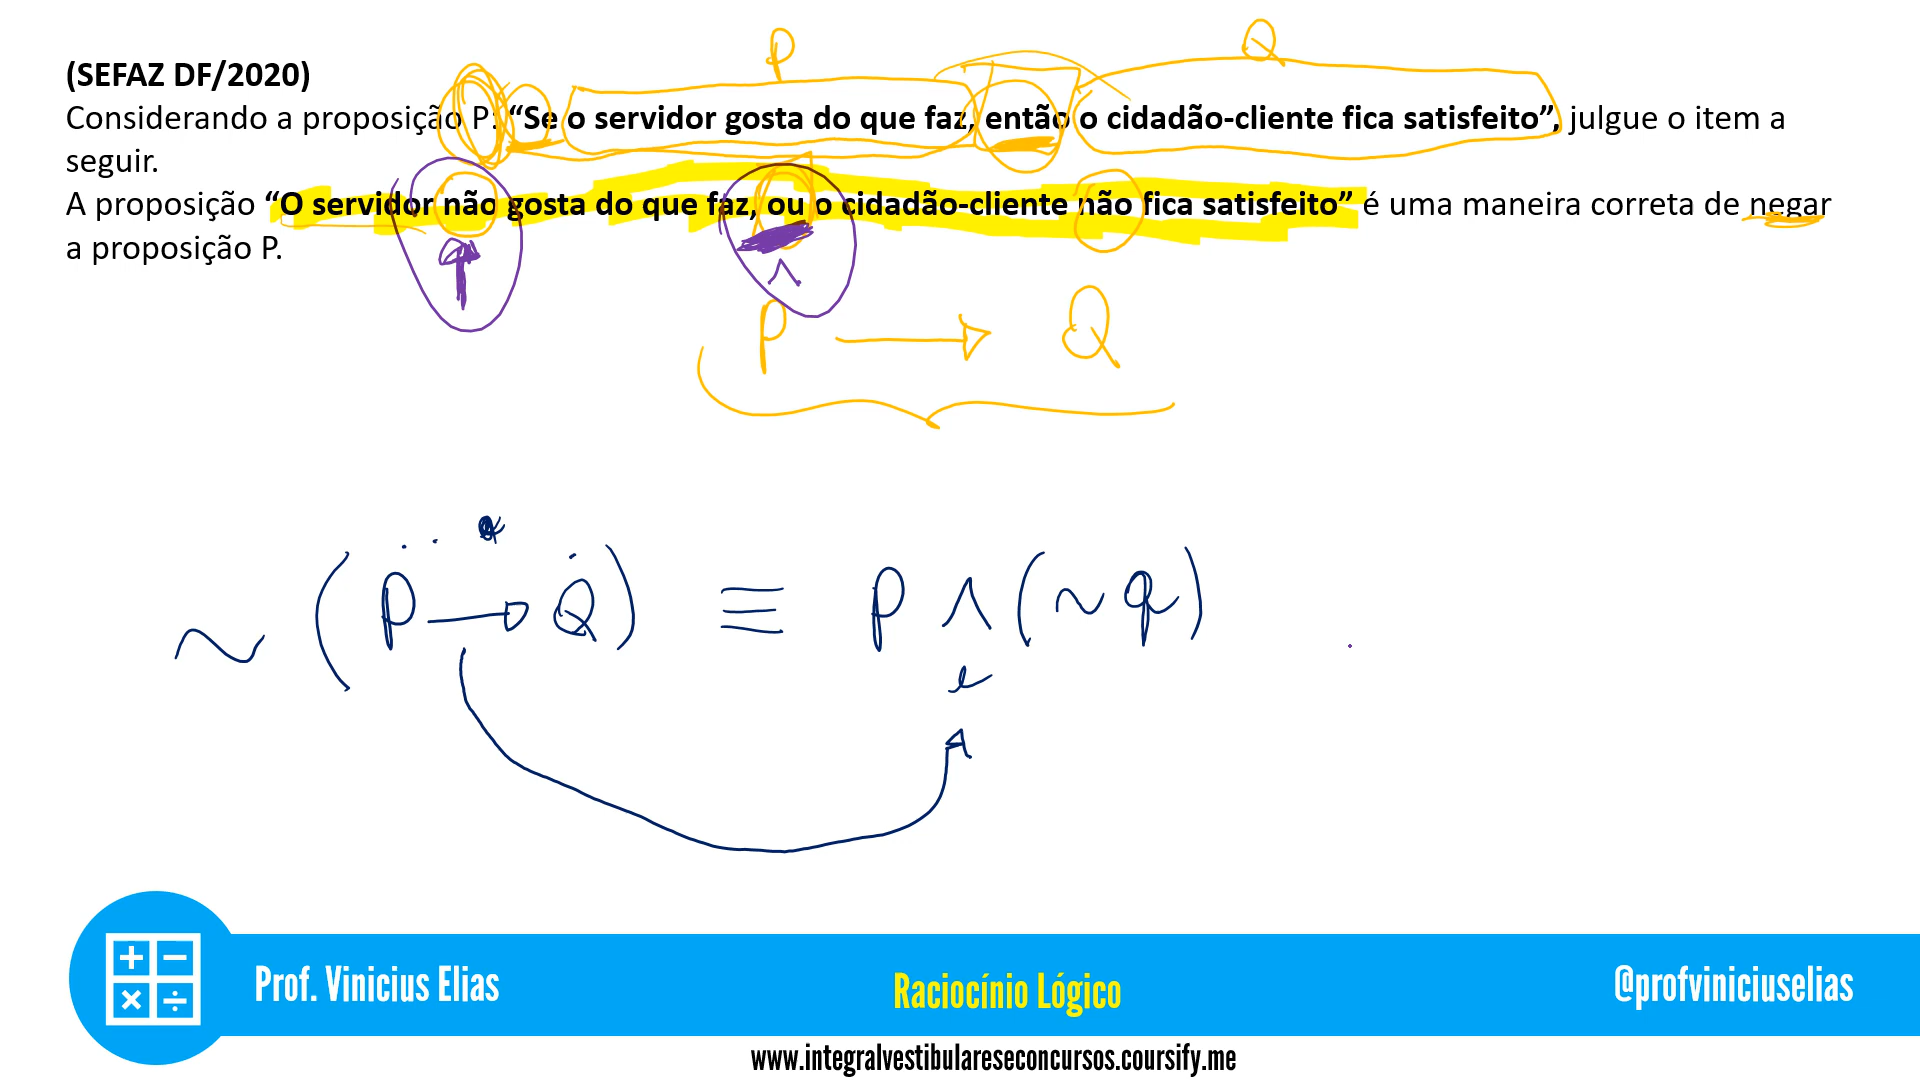 P Q
(SEFAZ DF/2020)
Considerando a proposição P: “Se o servidor gosta do que faz, então o cidadão-cliente fica satisfeito”, julgue o item a
seguir.
A proposição “O servidor não gosta do que faz, ou o cidadão-cliente não fica satisfeito” é uma maneira correta de negar
a proposição P.
∧
P → Q
~ (P → Q) ≡ p ∧ (~ q)
e
Prof. Vinicius Elias
Raciocínio Lógico
@profviniciuselias
www.integralvestibulareseconcursos.coursify.me